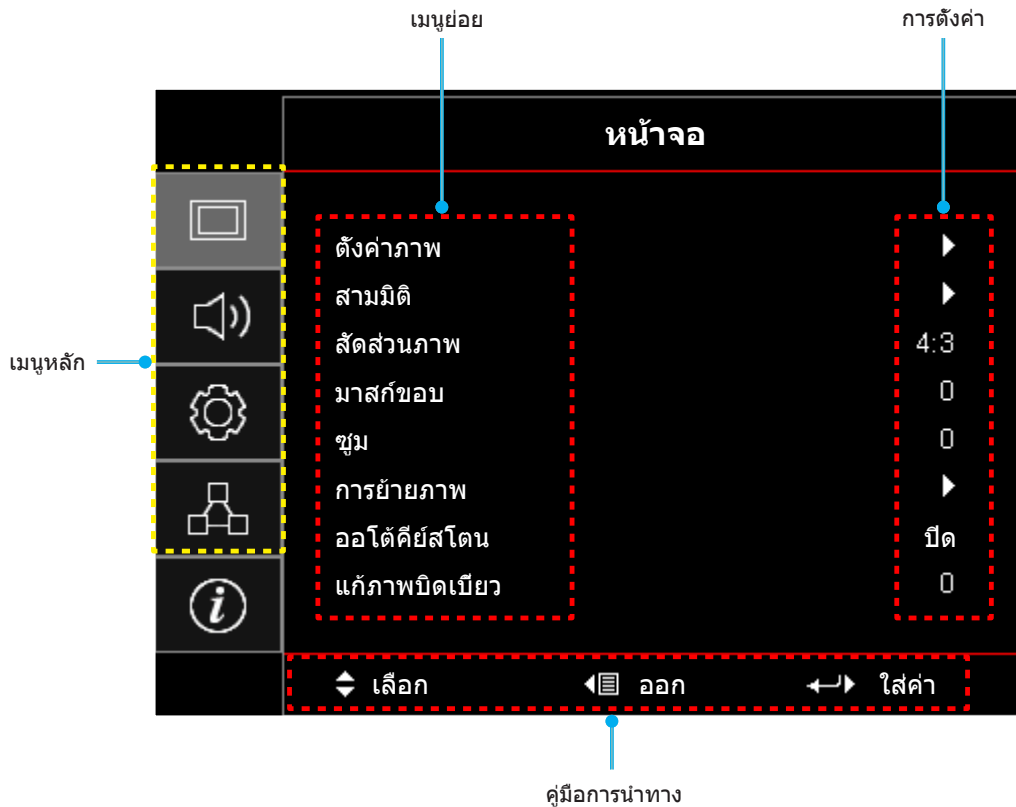 เมนูย่อย
การตั้งค่า
หน้าจอ
ตั้งค่าภาพ
สามมิติ
สัดส่วนภาพ 4:3
เมนูหลัก
มาสก์ขอบ 0
ซูม 0
การย้ายภาพ
ออโต้คีย์สโตน ปิด
แก้ภาพบิดเบี้ยว 0
i
เลือก ออก ใส่ค่า
คู่มือการนำทาง